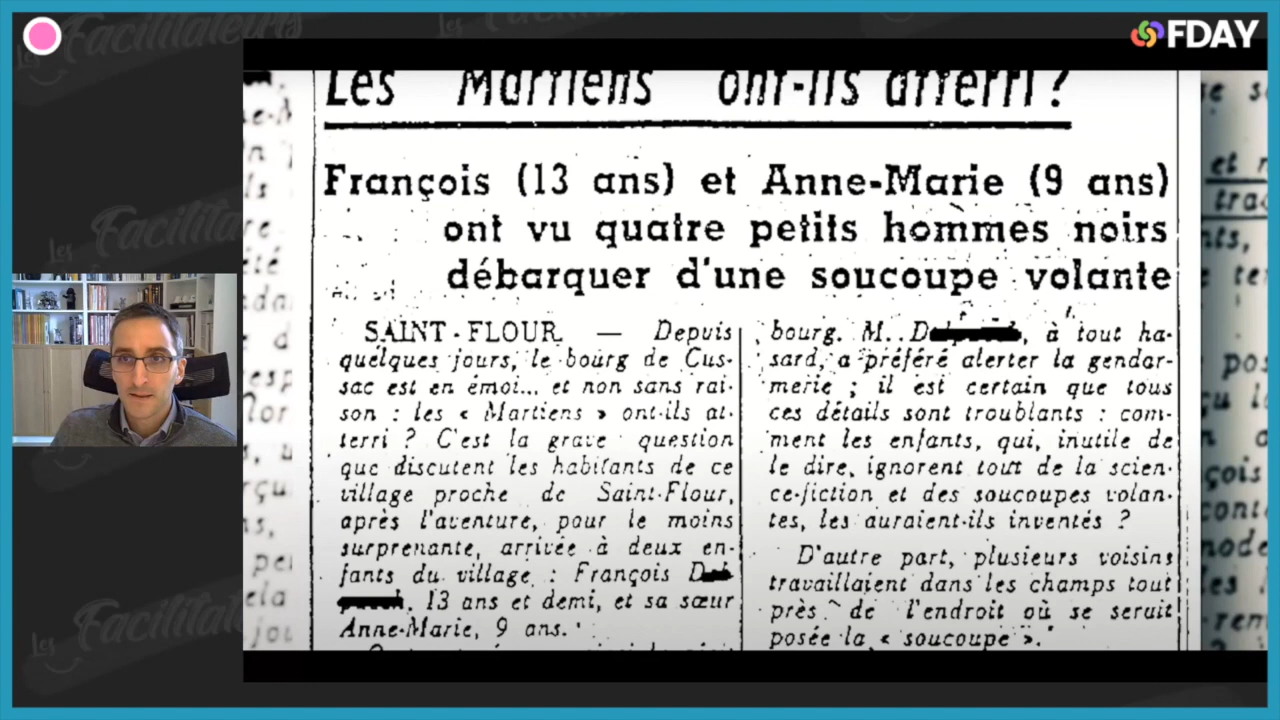 Les Facilitateurs
FDAY
Les Martiens ont-ils atterri ?
François (13 ans) et Anne-Marie (9 ans)
ont vu quatre petits hommes noirs
débarquer d'une soucoupe volante
SAINT-FLOUR. — Depuis
quelques jours, le bourg de Cus-
sac est en émoi... et non sans rai-
son : les « Martiens » ont-ils at-
terri ? C'est la grave question
que discutent les habitants de ce
village proche de Saint-Flour,
après l'aventure, pour le moins
surprenante, arrivée à deux en-
fants du village : François D
, 13 ans et demi, et sa sœur
Anne-Marie, 9 ans.
bourg. M. D , à tout ha-
sard, a préféré alerter la gendar-
merie ; il est certain que tous
ces détails sont troublants : com-
ment les enfants, qui, inutile de
le dire, ignorent tout de la scien-
ce-fiction et des soucoupes volan-
tes, les auraient-ils inventés ?
D'autre part, plusieurs voisins
travaillaient dans les champs tout
près de l'endroit où se serait
posée la « soucoupe ».
Les Facilitateurs
Les Facilitateurs